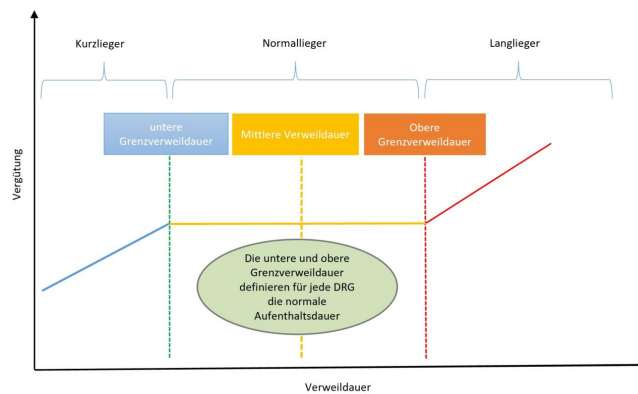 Kurzlieger
Normallieger
Langlieger
untere
Grenzverweildauer
Mittlere Verweildauer
Obere
Grenzverweildauer
Vergütung
Die untere und obere
Grenzverweildauer
definieren für jede DRG
die normale
Aufenthaltsdauer
Verweildauer